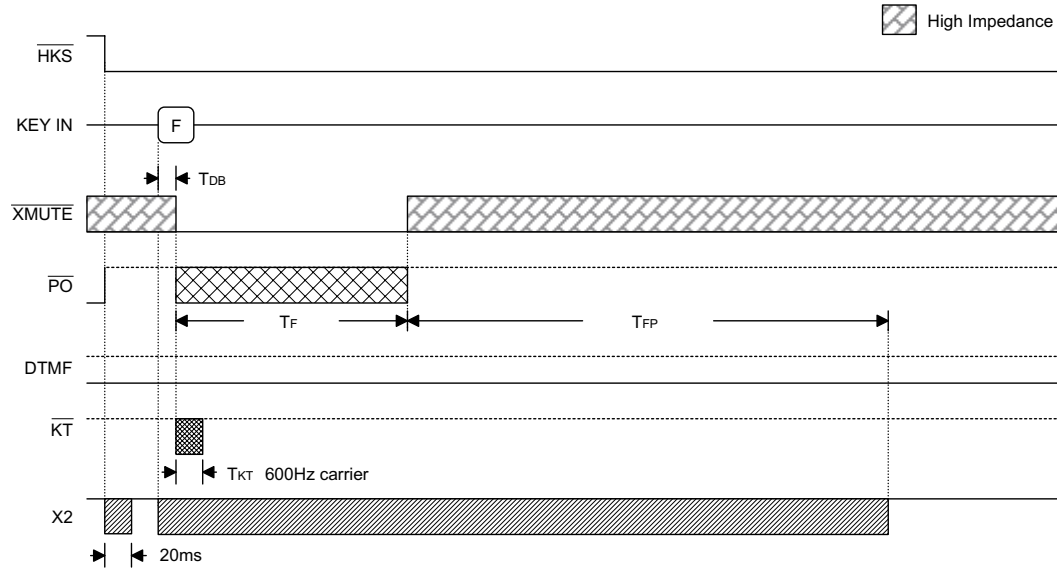 High Impedance
HKS
KEY IN
F
TDB
XMUTE
PO
TF
TFP
DTMF
KT
TKT 600Hz carrier
X2
20ms